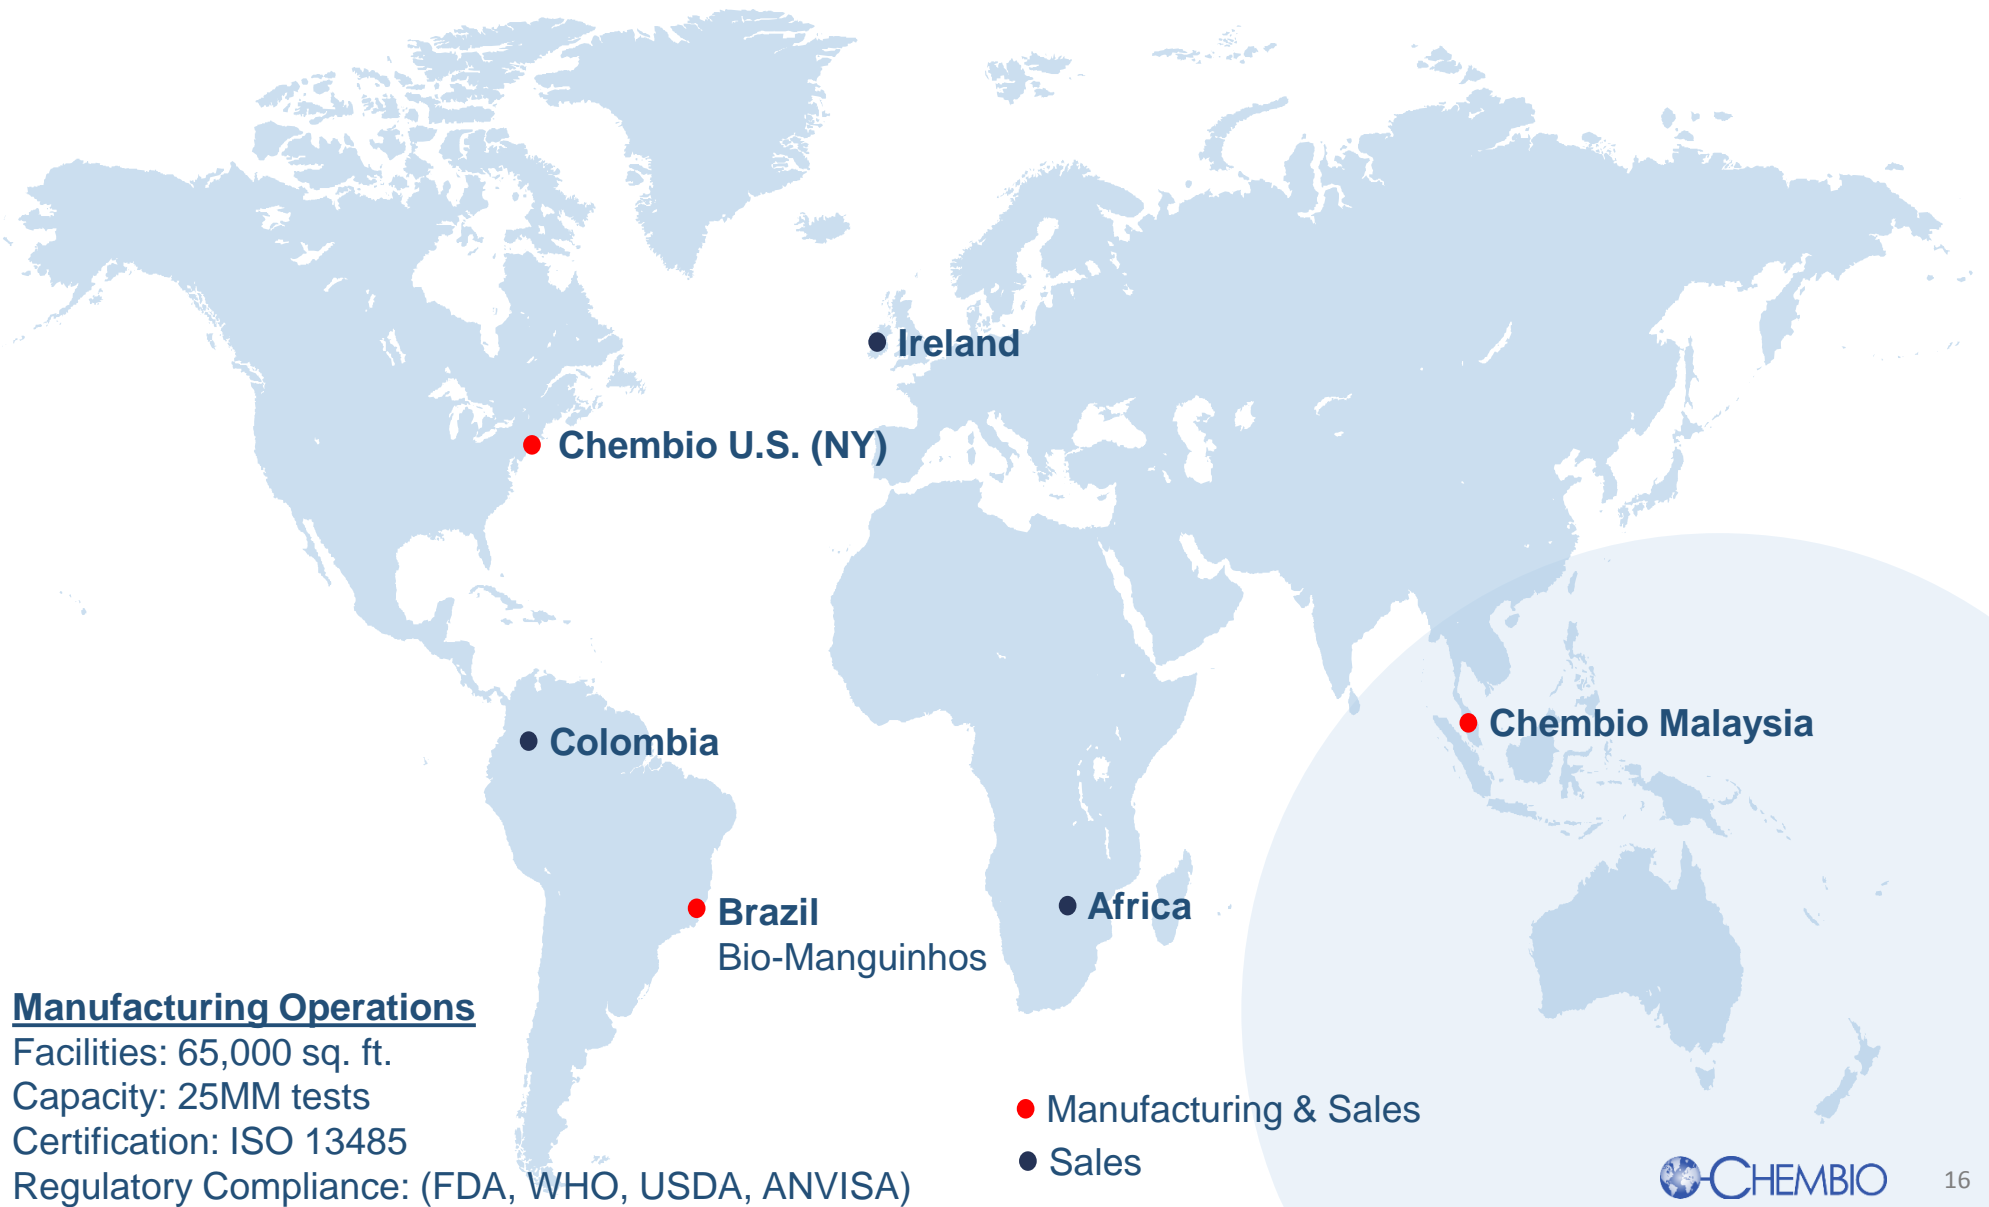 Ireland
Chembio U.S. (NY)
Chembio Malaysia
Colombia
Africa
Brazil
Bio-Manguinhos
Manufacturing Operations
Facilities: 65,000 sq. ft.
Capacity: 25MM tests
Certification: ISO 13485
Regulatory Compliance: (FDA, WHO, USDA, ANVISA)
Manufacturing & Sales
Sales
CHEMBIO
16